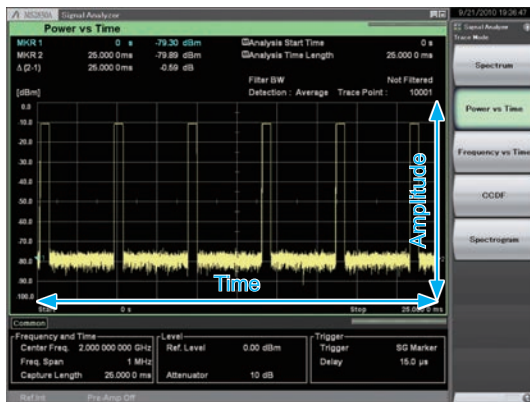 MS2830A Signal Analyzer
9/21/2010 19:36:47
Power vs Time
MKR 1 0 s -79.30 dBm Analysis Start Time 0 s
MKR 2 25.000 0ms -79.89 dBm Analysis Time Length 25.000 0 ms
Δ (2-1) 25.000 0ms -0.59 dB
Filter BW Not Filtered
[dBm] Detection : Average Trace Point : 10001
0.0
-10.0
-20.0
-30.0
-40.0
-50.0
-60.0
-70.0
-80.0
-90.0
-100.0
Amplitude
Time
Start 0 s Stop 25.000 0 ms
Common
Frequency and Time
Center Freq. 2.000 000 000 GHz
Freq. Span 1 MHz
Capture Length 25.000 0 ms
Level
Ref. Level 0.00 dBm
Attenuator 10 dB
Trigger
Trigger SG Marker
Delay 15.0 µs
Ref.Int Pre-Amp Off
Signal Analyzer
Trace Mode
Spectrum
Power vs Time
Frequency vs Time
CCDF
Spectrogram